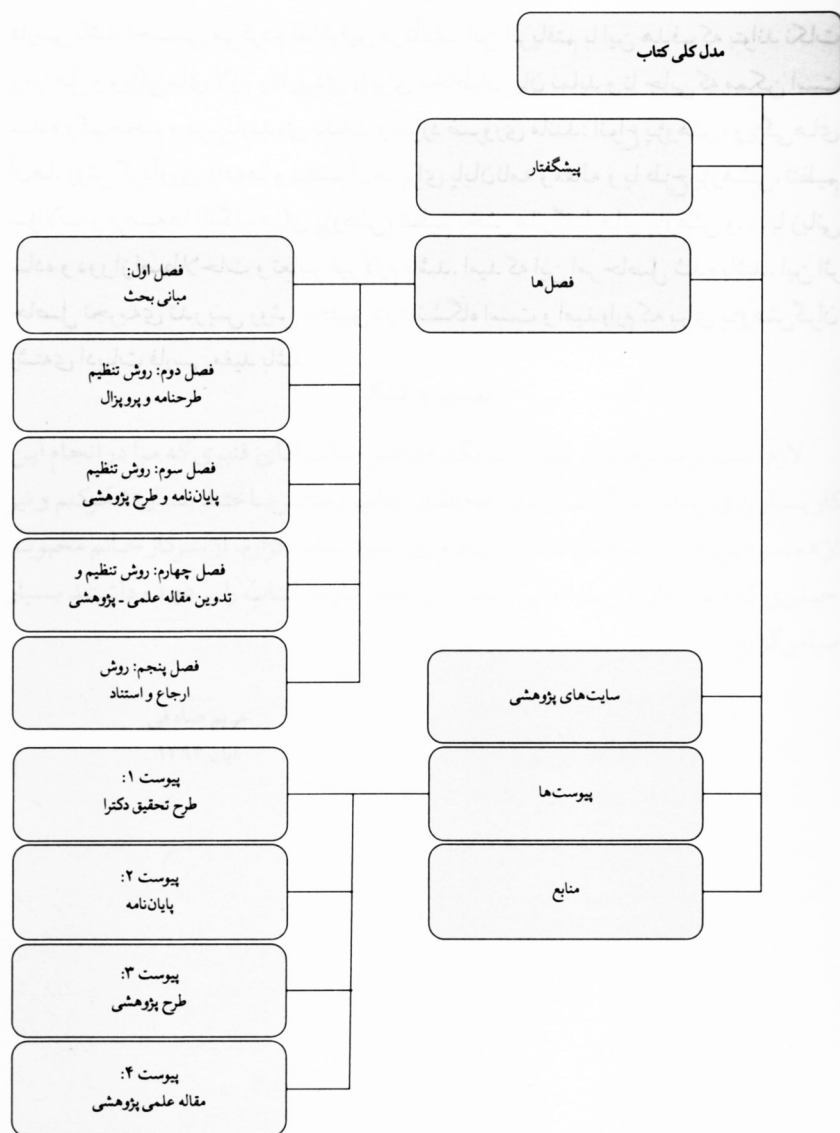 مدل کلی کتاب
پیشگفتار
فصل‌ها
فصل اول:
مبانی بحث
فصل دوم: روش تنظیم
طرحنامه و پروپزال
فصل سوم: روش تنظیم
پایان‌نامه و طرح پژوهشی
فصل چهارم: روش تنظیم و
تدوین مقاله علمی ـ پژوهشی
فصل پنجم: روش
ارجاع و استناد
سایت‌های پژوهشی
پیوست‌ها
پیوست ۱:
طرح تحقیق دکترا
پیوست ۲:
پایان‌نامه
پیوست ۳:
طرح پژوهشی
پیوست ۴:
مقاله علمی پژوهشی
منابع